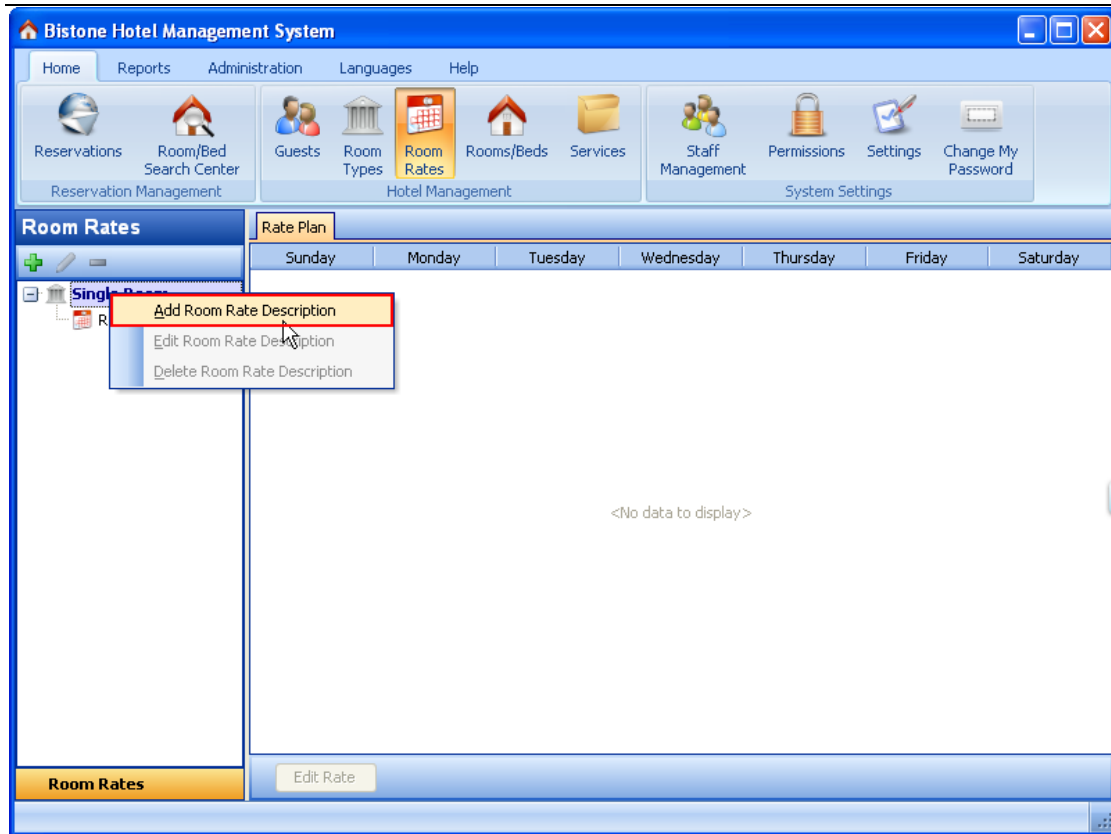 Bistone Hotel Management System
Home Reports Administration Languages Help
Reservations Room/Bed Search Center Guests Room Types Room Rates Rooms/Beds Services Staff Management Permissions Settings Change My Password
Reservation Management Hotel Management System Settings
Room Rates Rate Plan
Sunday Monday Tuesday Wednesday Thursday Friday Saturday
Single Room
R
Add Room Rate Description
Edit Room Rate Description
Delete Room Rate Description
<No data to display>
Room Rates Edit Rate